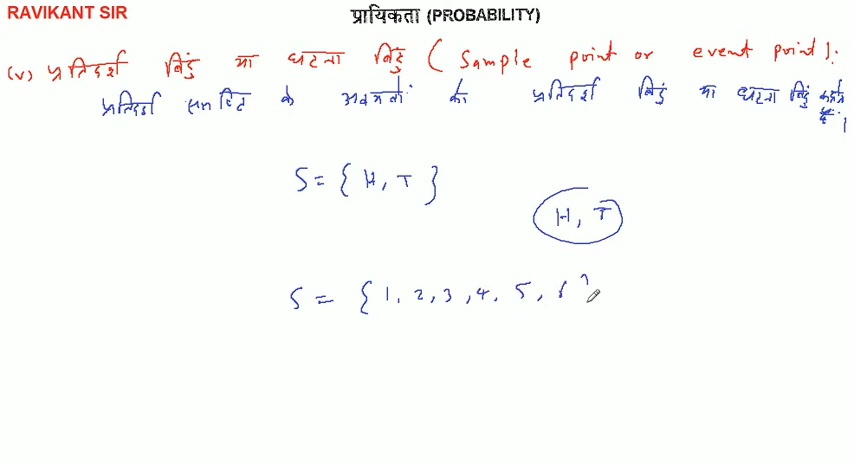 RAVIKANT SIR
प्रायिकता (PROBABILITY)
(v) प्रतिदर्श बिंदु या घटना बिंदु ( Sample point or event point ) :
प्रतिदर्श समष्टि के अवयवों को प्रतिदर्श बिंदु या घटना बिंदु कहते हैं ।
S = { H, T }
H, T
S = { 1, 2, 3, 4, 5, 6 }